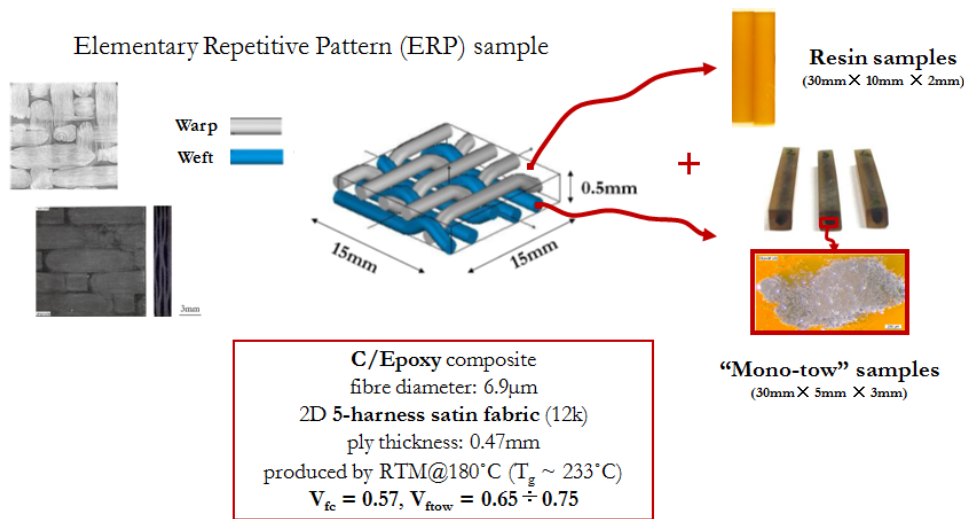 Elementary Repetitive Pattern (ERP) sample
Resin samples
(30mm × 10mm × 2mm)
Warp
Weft
+
0.5mm
15mm
15mm
3mm
"Mono-tow" samples
(30mm× 5mm × 3mm)
C/Epoxy composite
fibre diameter: 6.9µm
2D 5-harness satin fabric (12k)
ply thickness: 0.47mm
produced by RTM@180˚C (Tg ~ 233˚C)
Vfc = 0.57, Vftow = 0.65 ÷ 0.75